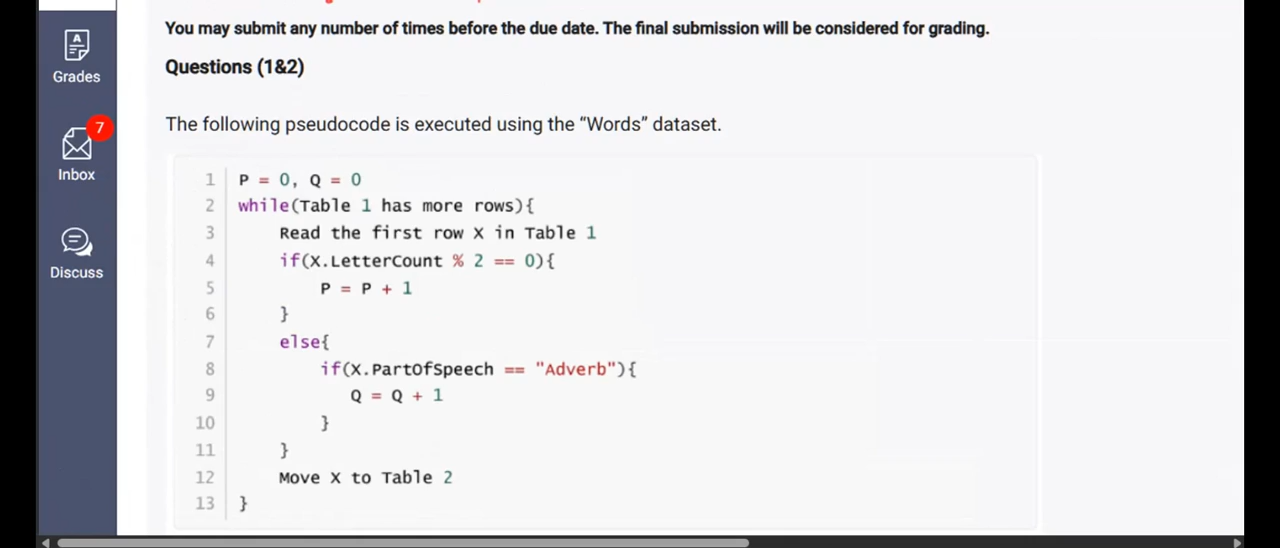 You may submit any number of times before the due date. The final submission will be considered for grading.
Grades
Questions (1&2)
7
Inbox
The following pseudocode is executed using the “Words” dataset.
Discuss
1 P = 0, Q = 0
2 while(Table 1 has more rows){
3 Read the first row X in Table 1
4 if(X.LetterCount % 2 == 0){
5 P = P + 1
6 }
7 else{
8 if(X.PartOfSpeech == "Adverb"){
9 Q = Q + 1
10 }
11 }
12 Move X to Table 2
13 }